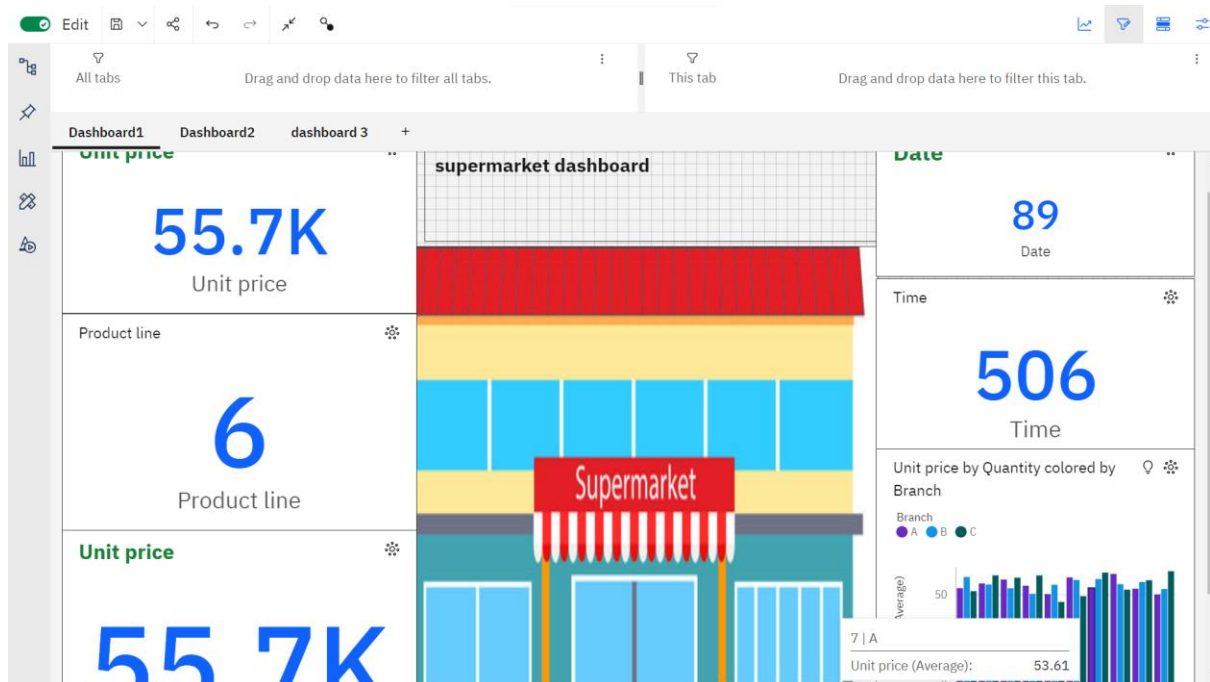 Edit
All tabs
Drag and drop data here to filter all tabs.
This tab
Drag and drop data here to filter this tab.
Dashboard1 Dashboard2 dashboard 3 +
Unit price
55.7K
Unit price
Product line
6
Product line
Unit price
55.7K
supermarket dashboard
Supermarket
Date
89
Date
Time
506
Time
Unit price by Quantity colored by
Branch
Branch
A B C
50
7 | A
Unit price (Average): 53.61